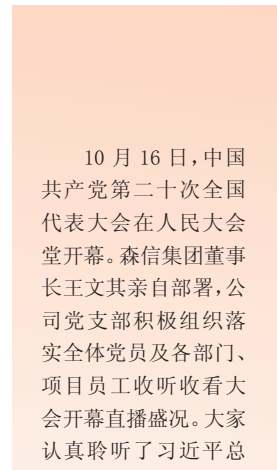 10 月 16 日，中国
共产党第二十次全国
代表大会在人民大会
堂开幕。森信集团董事
长王文其亲自部署，公
司党支部积极组织落
实全体党员及各部门、
项目员工收听收看大
会开幕直播盛况。大家
认真聆听了习近平总